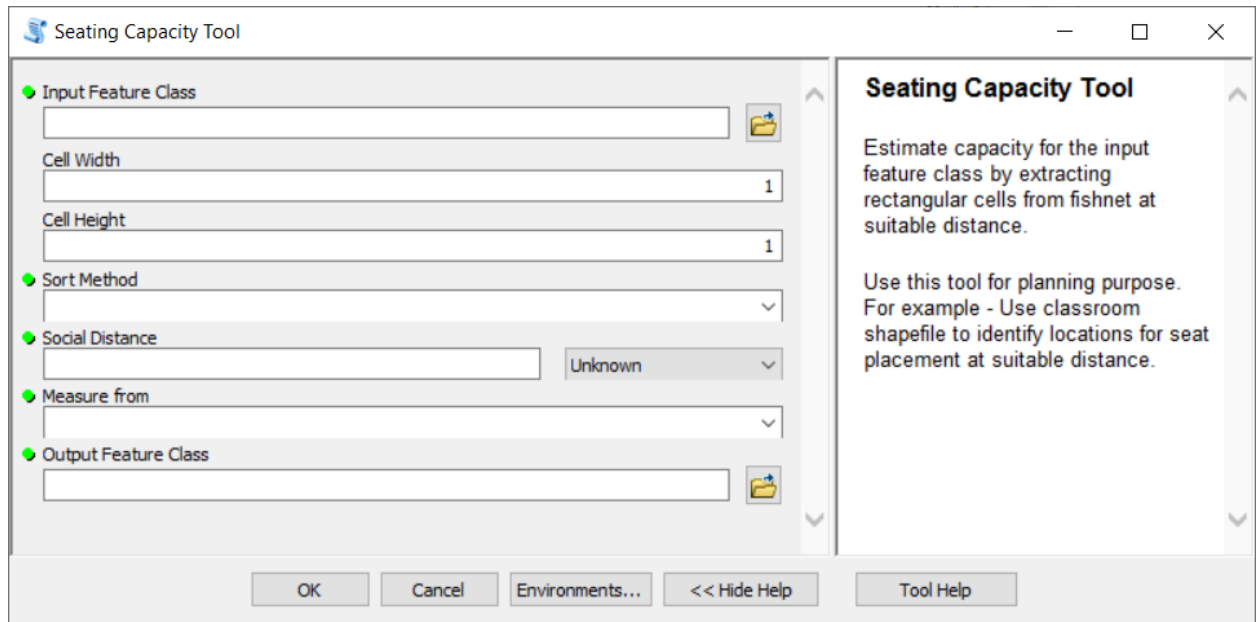 Seating Capacity Tool
Input Feature Class
Cell Width
1
Cell Height
1
Sort Method
Social Distance
Unknown
Measure from
Output Feature Class
Seating Capacity Tool
Estimate capacity for the input
feature class by extracting
rectangular cells from fishnet at
suitable distance.
Use this tool for planning purpose.
For example - Use classroom
shapefile to identify locations for seat
placement at suitable distance.
OK
Cancel
Environments...
<< Hide Help
Tool Help